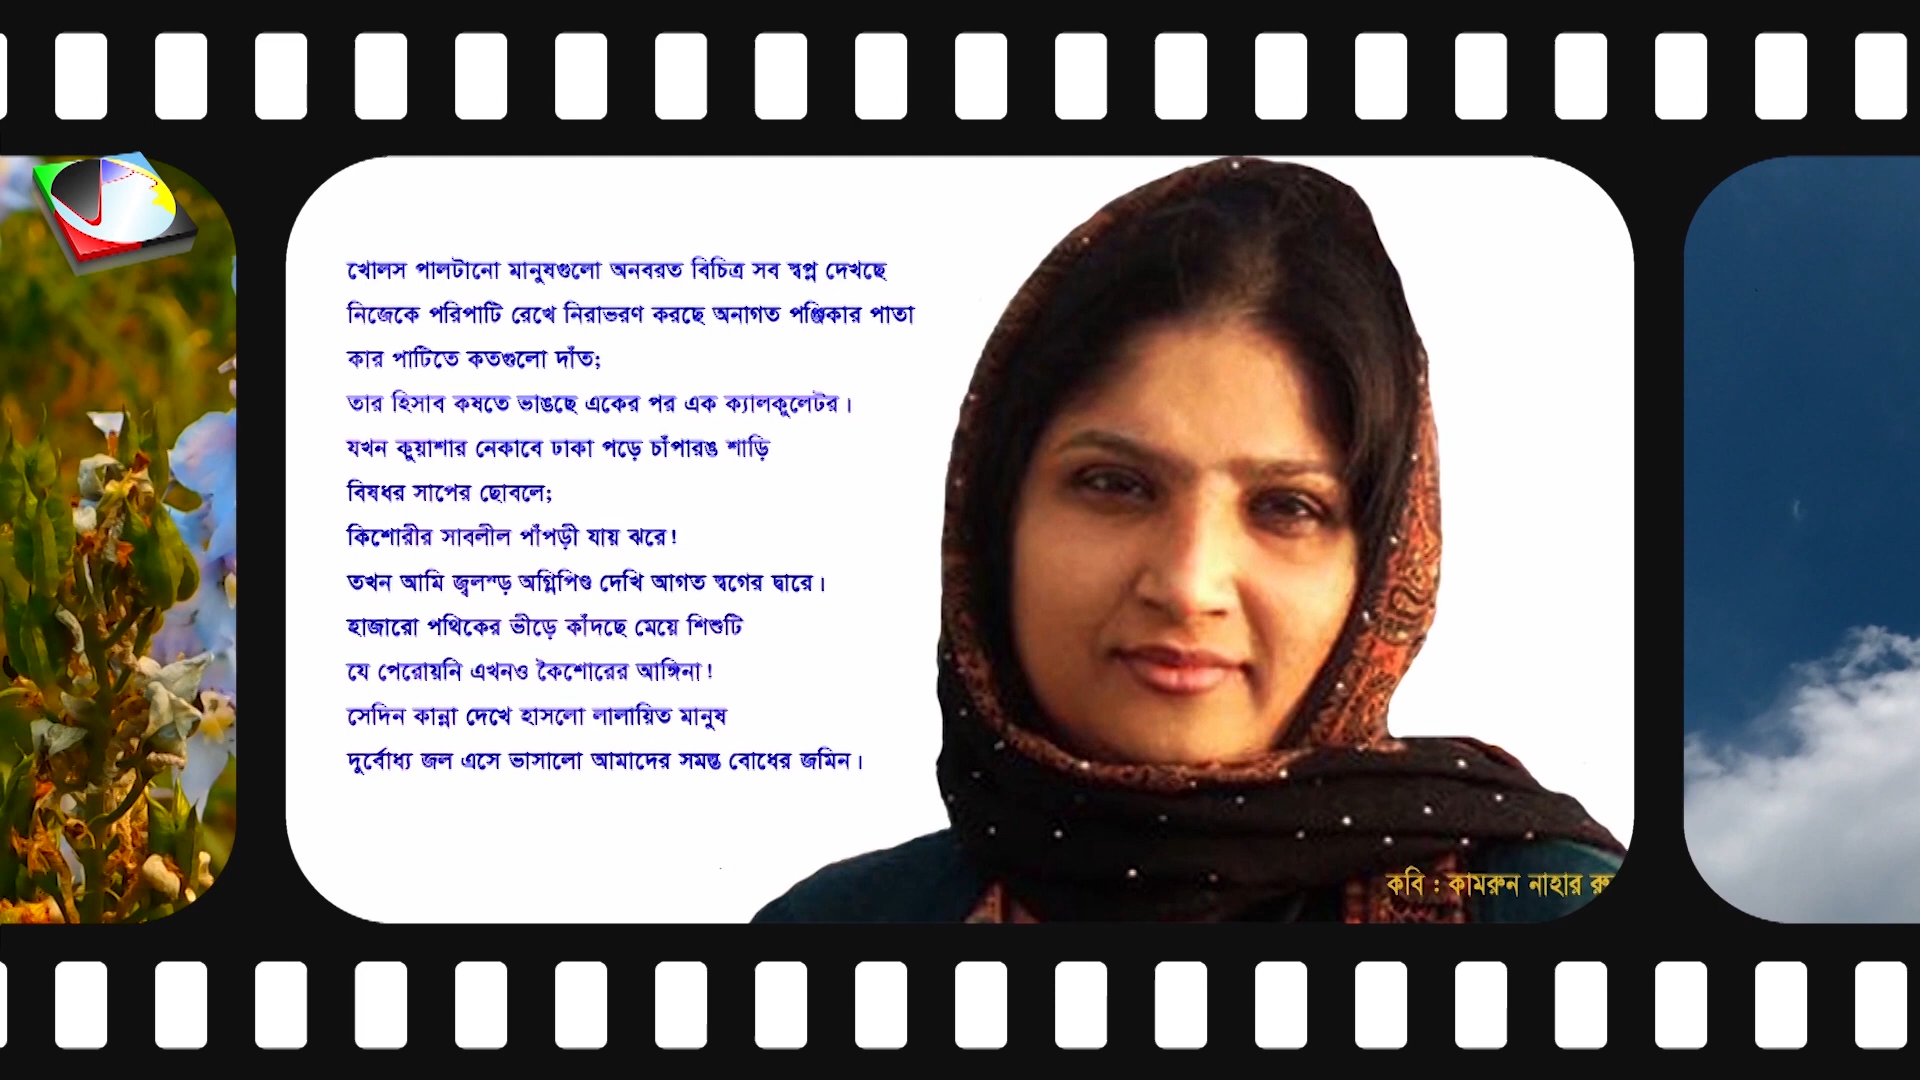 খোলস পালটানো মানুষগুলো অনবরত বিচিত্র সব স্বপ্ন দেখছে
নিজেকে পরিপাটি রেখে নিরাভরণ করছে অনাগত পঞ্জিকার পাতা
কার পাটিতে কতগুলো দাঁত;
তার হিসাব কষতে ভাঙছে একের পর এক ক্যালকুলেটর।
যখন কুয়াশার নেকাবে ঢাকা পড়ে চাঁপারঙ শাড়ি
বিষধর সাপের ছোবলে;
কিশোরীর সাবলীল পাঁপড়ী যায় ঝরে!
তখন আমি অগ্নিপিণ্ড দেখি আগত স্বগের দ্বারে।
হাজারো পথিকের ভীড়ে কাঁদছে মেয়ে শিশুটি
যে পেরোয়নি এখনও কৈশোরের আঙ্গিনা!
সেদিন কান্না দেখে হাসলো লালায়িত মানুষ
দুর্বোধ্য জল এসে ভাসালো আমাদের সমস্ত বোধের জমিন।
কবি : কামরুন নাহার